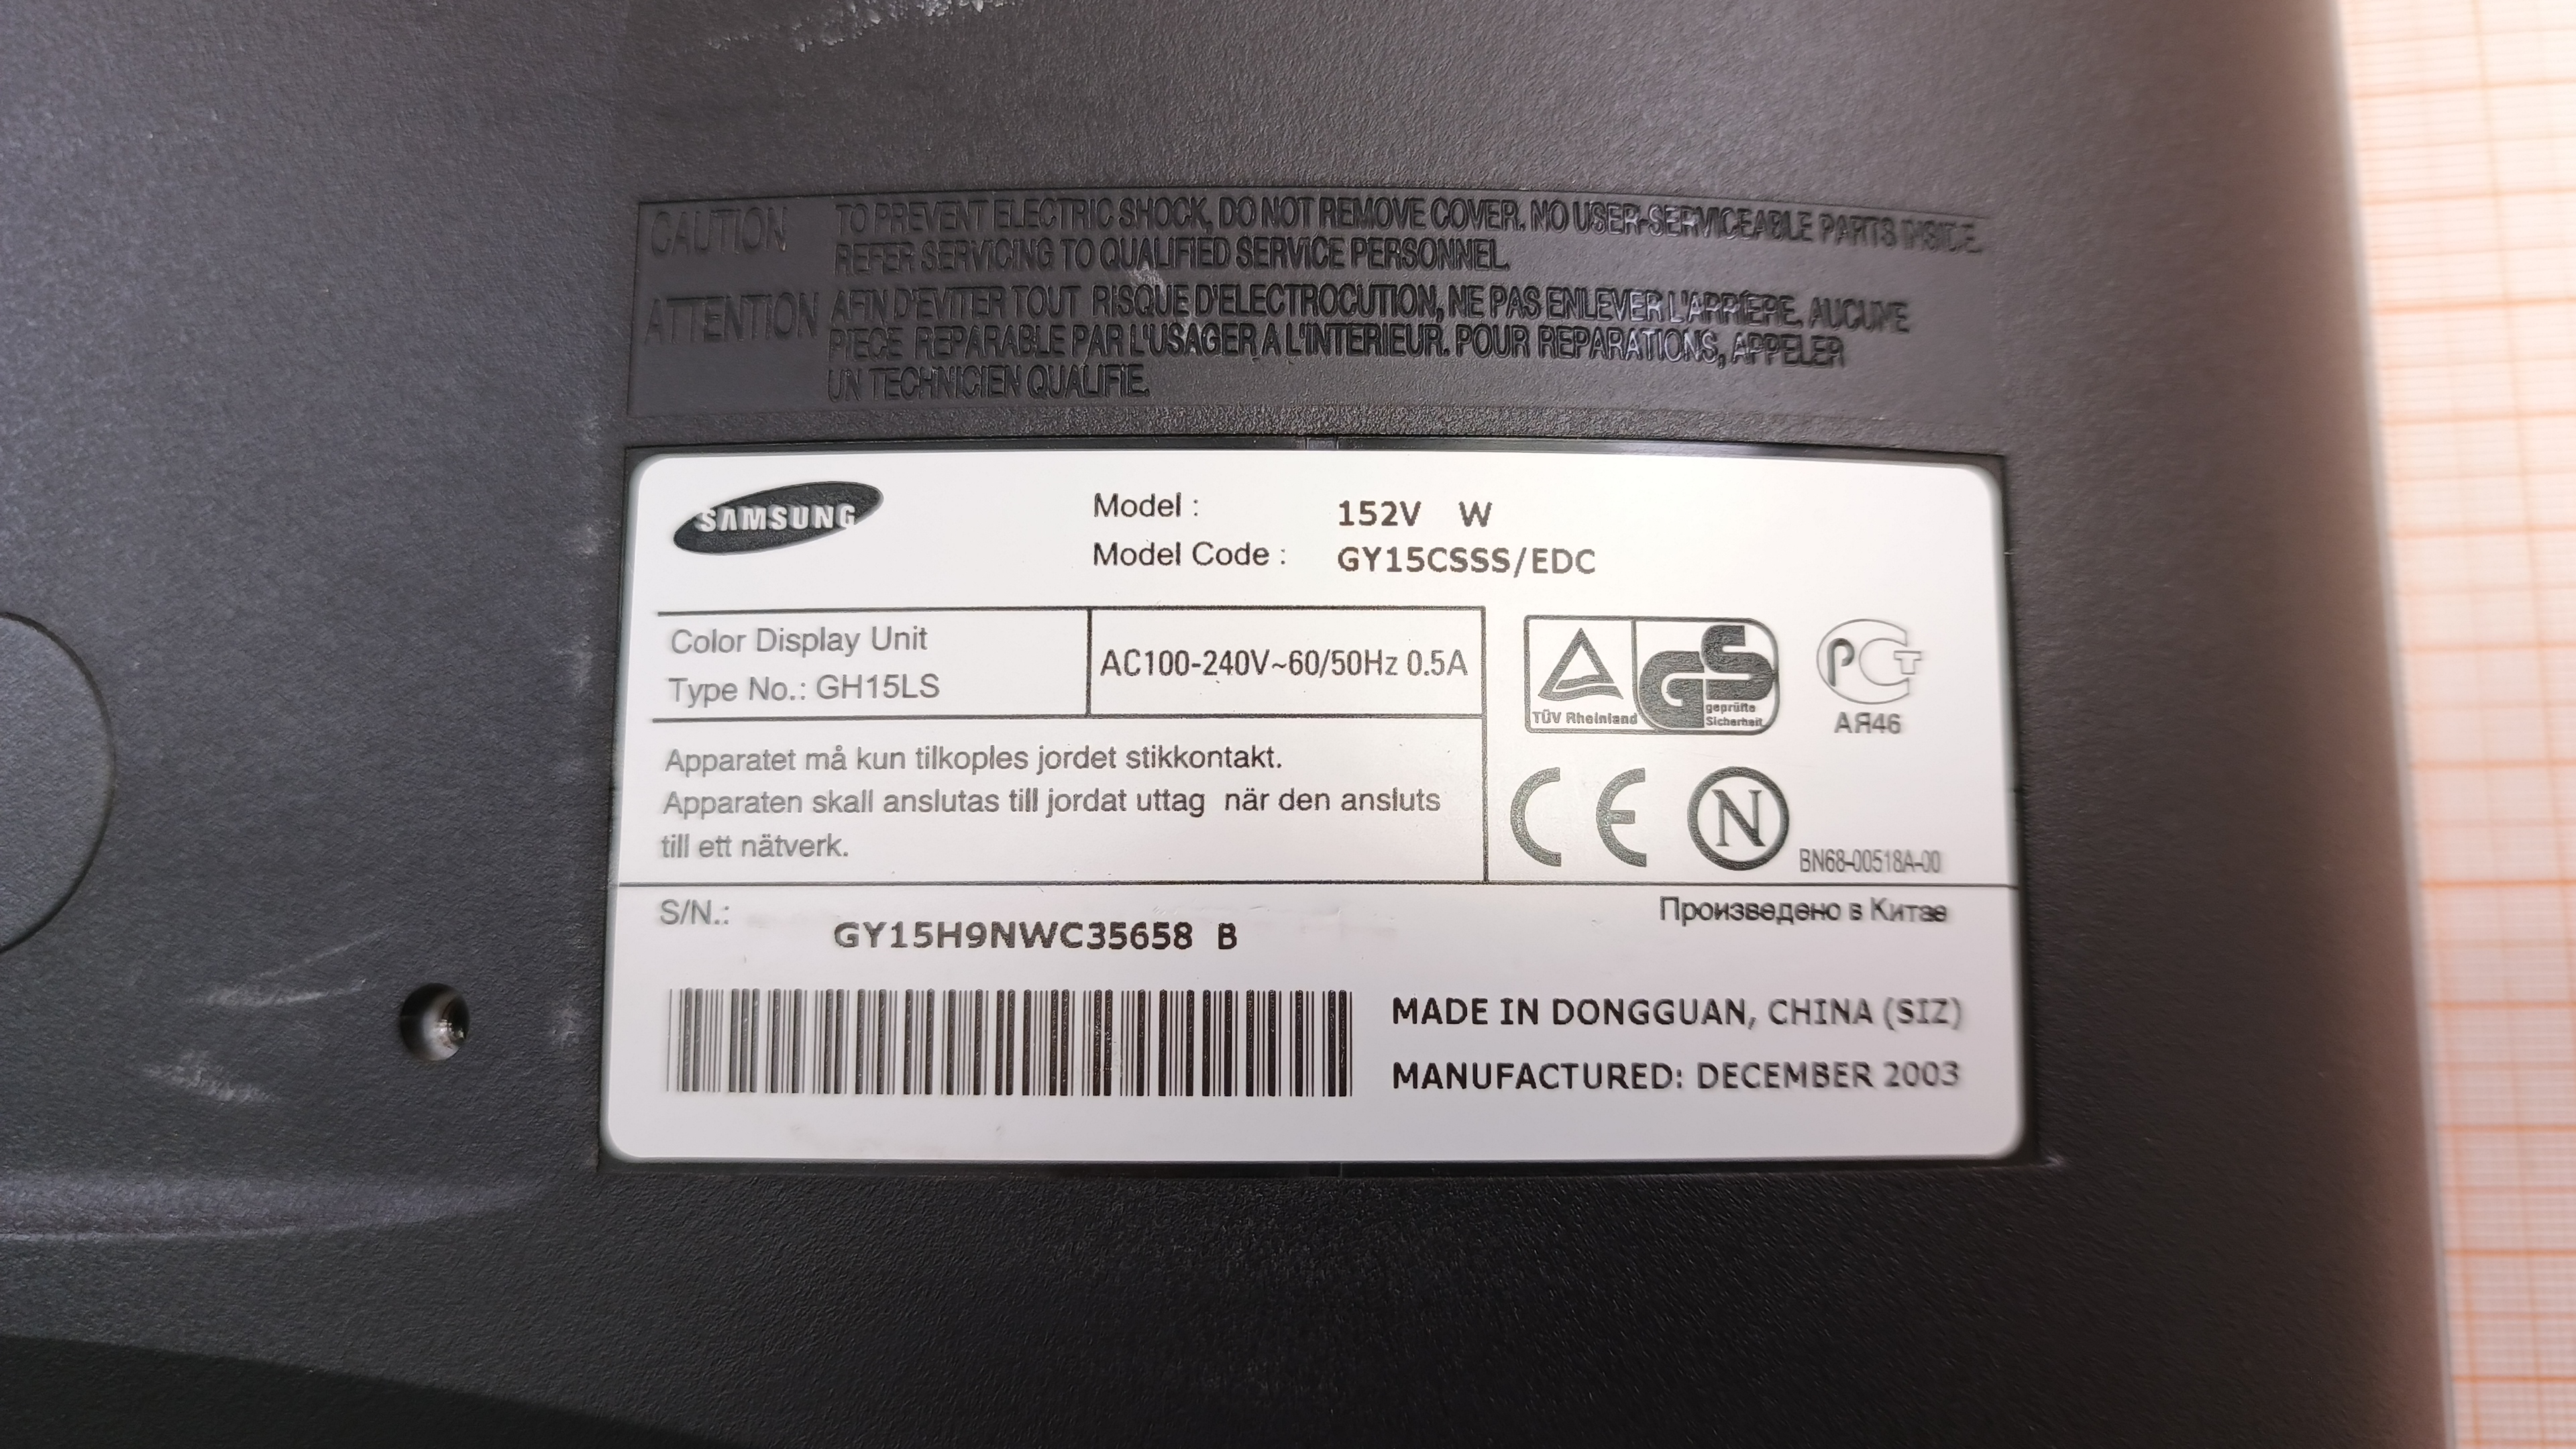 CAUTION TO PREVENT ELECTRIC SHOCK, DO NOT REMOVE COVER. NO USER-SERVICEABLE PARTS INSIDE.
REFER SERVICING TO QUALIFIED SERVICE PERSONNEL.
ATTENTION AFIN D'EVITER TOUT RISQUE D'ELECTROCUTION, NE PAS ENLEVER L'ARRIERE. AUCUNE
PIECE REPARABLE PAR L'USAGER A L'INTERIEUR. POUR REPARATIONS, APPELER
UN TECHNICIEN QUALIFIE.
SAMSUNG
Model : 152V W
Model Code : GY15CSSS/EDC
Color Display Unit
Type No.: GH15LS
AC100-240V~60/50Hz 0.5A
TÜV Rheinland
GS
geprüfte
Sicherheit
РСТ
АЯ46
Apparatet må kun tilkoples jordet stikkontakt.
Apparaten skall anslutas till jordat uttag när den ansluts
till ett nätverk.
CE N
BN68-00518A-00
S/N.: GY15H9NWC35658 B
Произведено в Китае
MADE IN DONGGUAN, CHINA (SIZ)
MANUFACTURED: DECEMBER 2003